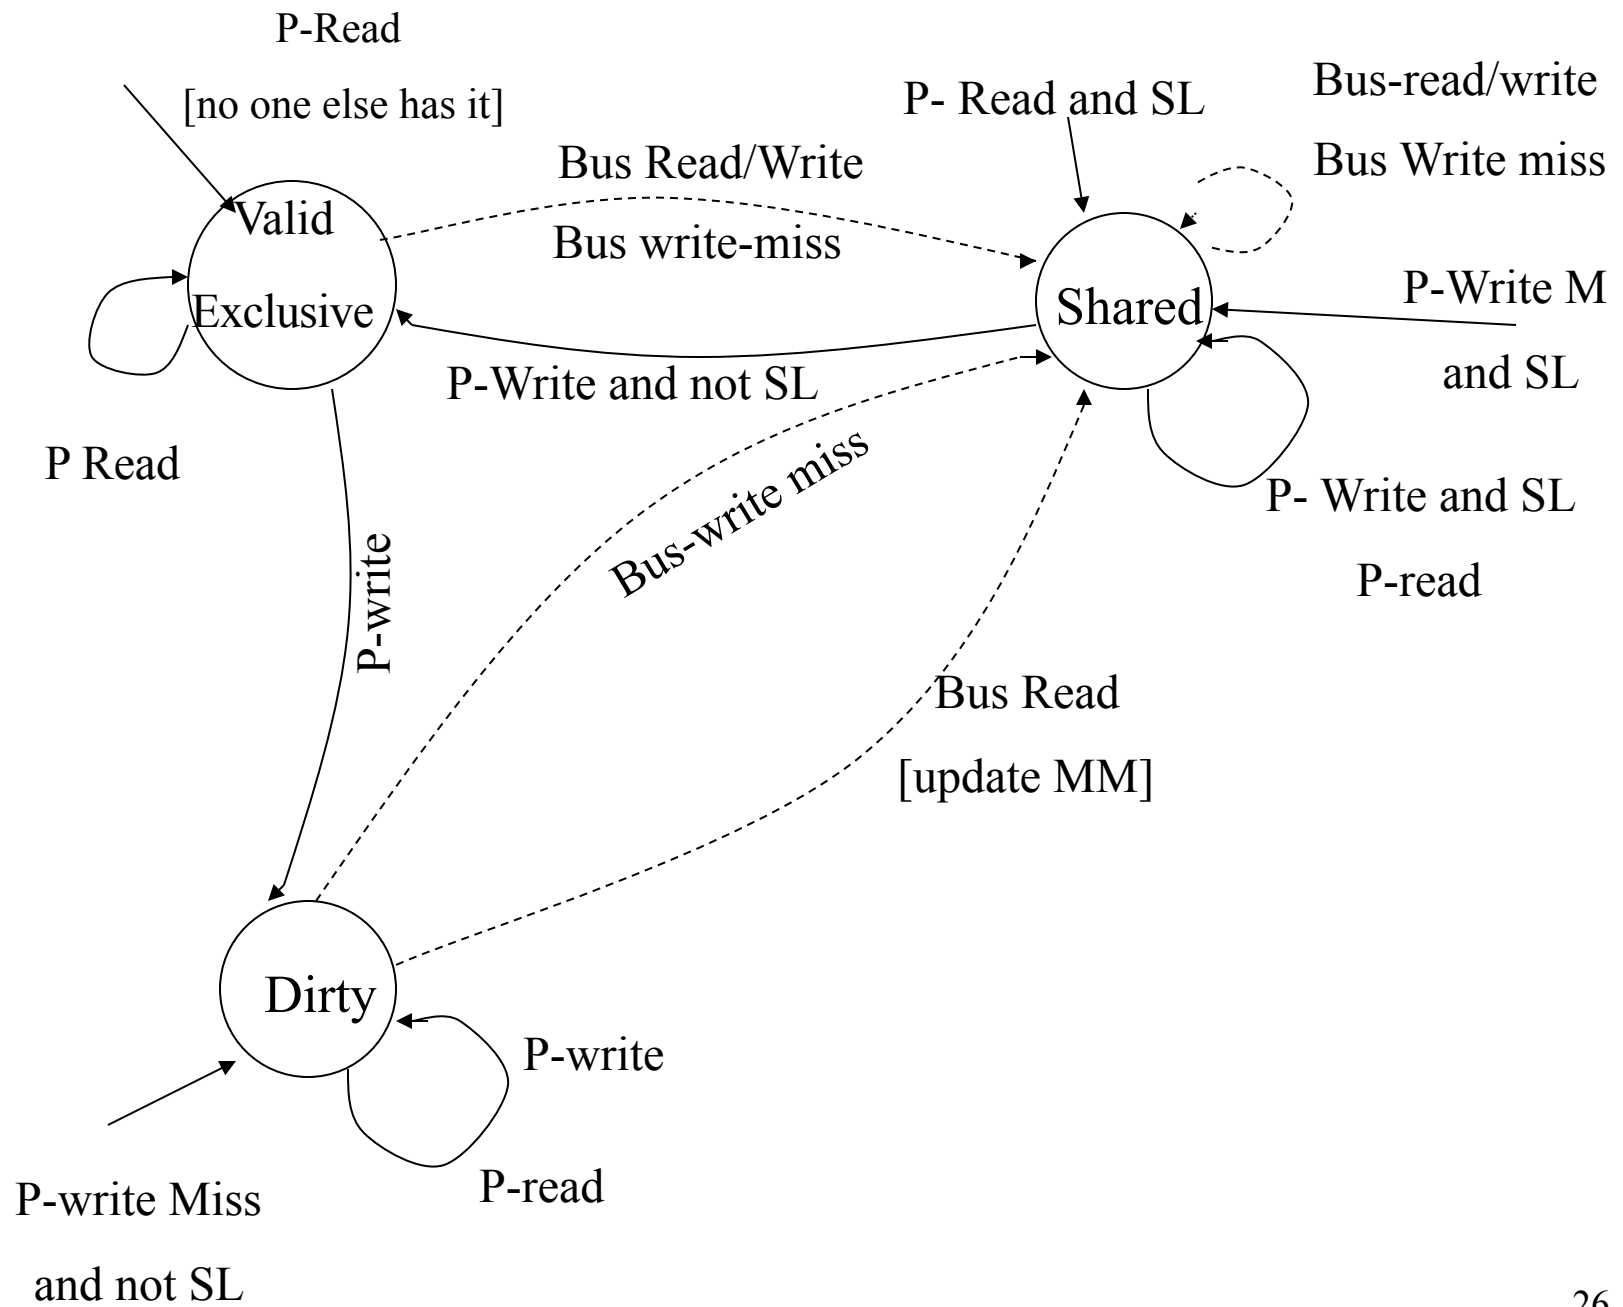 P-Read
[no one else has it]
P- Read and SL
Bus-read/write
Bus Write miss
Bus Read/Write
Bus write-miss
Valid
Exclusive
Shared
P-Write M
and SL
P-Write and not SL
P Read
Bus-write miss
P- Write and SL
P-read
P-write
Bus Read
[update MM]
Dirty
P-write
P-read
P-write Miss
and not SL
26